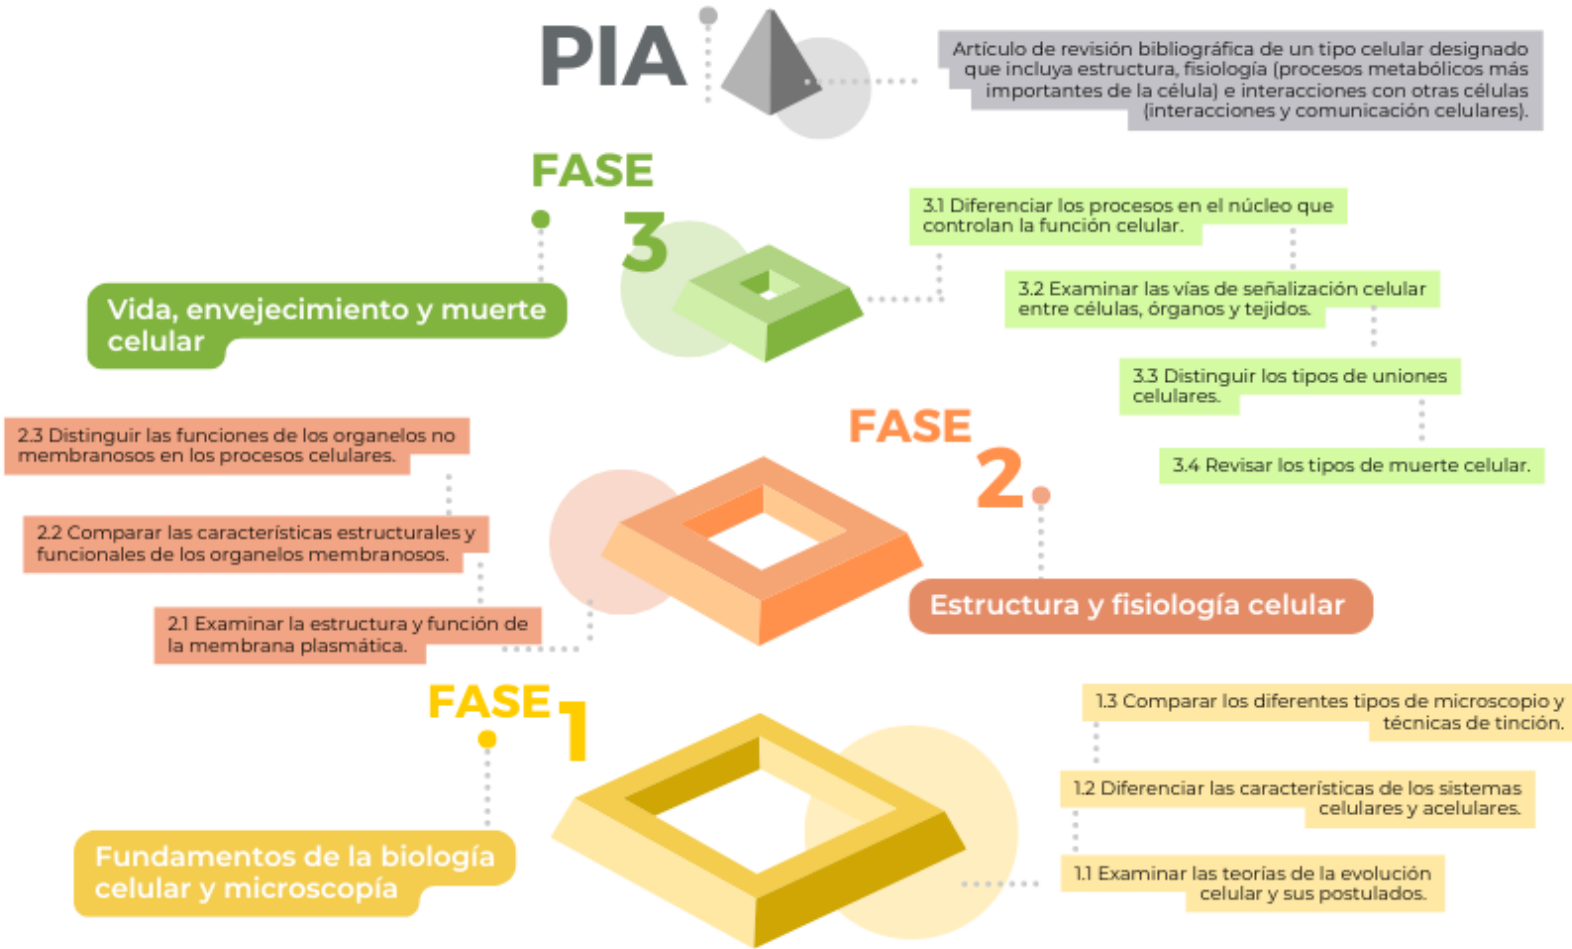 PIA
Artículo de revisión bibliográfica de un tipo celular designado
que incluya estructura, fisiología (procesos metabólicos más
importantes de la célula) e interacciones con otras células
(interacciones y comunicación celulares).
FASE
3
Vida, envejecimiento y muerte
celular
3.1 Diferenciar los procesos en el núcleo que
controlan la función celular.
3.2 Examinar las vías de señalización celular
entre células, órganos y tejidos.
3.3 Distinguir los tipos de uniones
celulares.
3.4 Revisar los tipos de muerte celular.
FASE
2
Estructura y fisiología celular
2.3 Distinguir las funciones de los organelos no
membranosos en los procesos celulares.
2.2 Comparar las características estructurales y
funcionales de los organelos membranosos.
2.1 Examinar la estructura y función de
la membrana plasmática.
FASE
1
Fundamentos de la biología
celular y microscopía
1.3 Comparar los diferentes tipos de microscopio y
técnicas de tinción.
1.2 Diferenciar las características de los sistemas
celulares y acelulares.
1.1 Examinar las teorías de la evolución
celular y sus postulados.